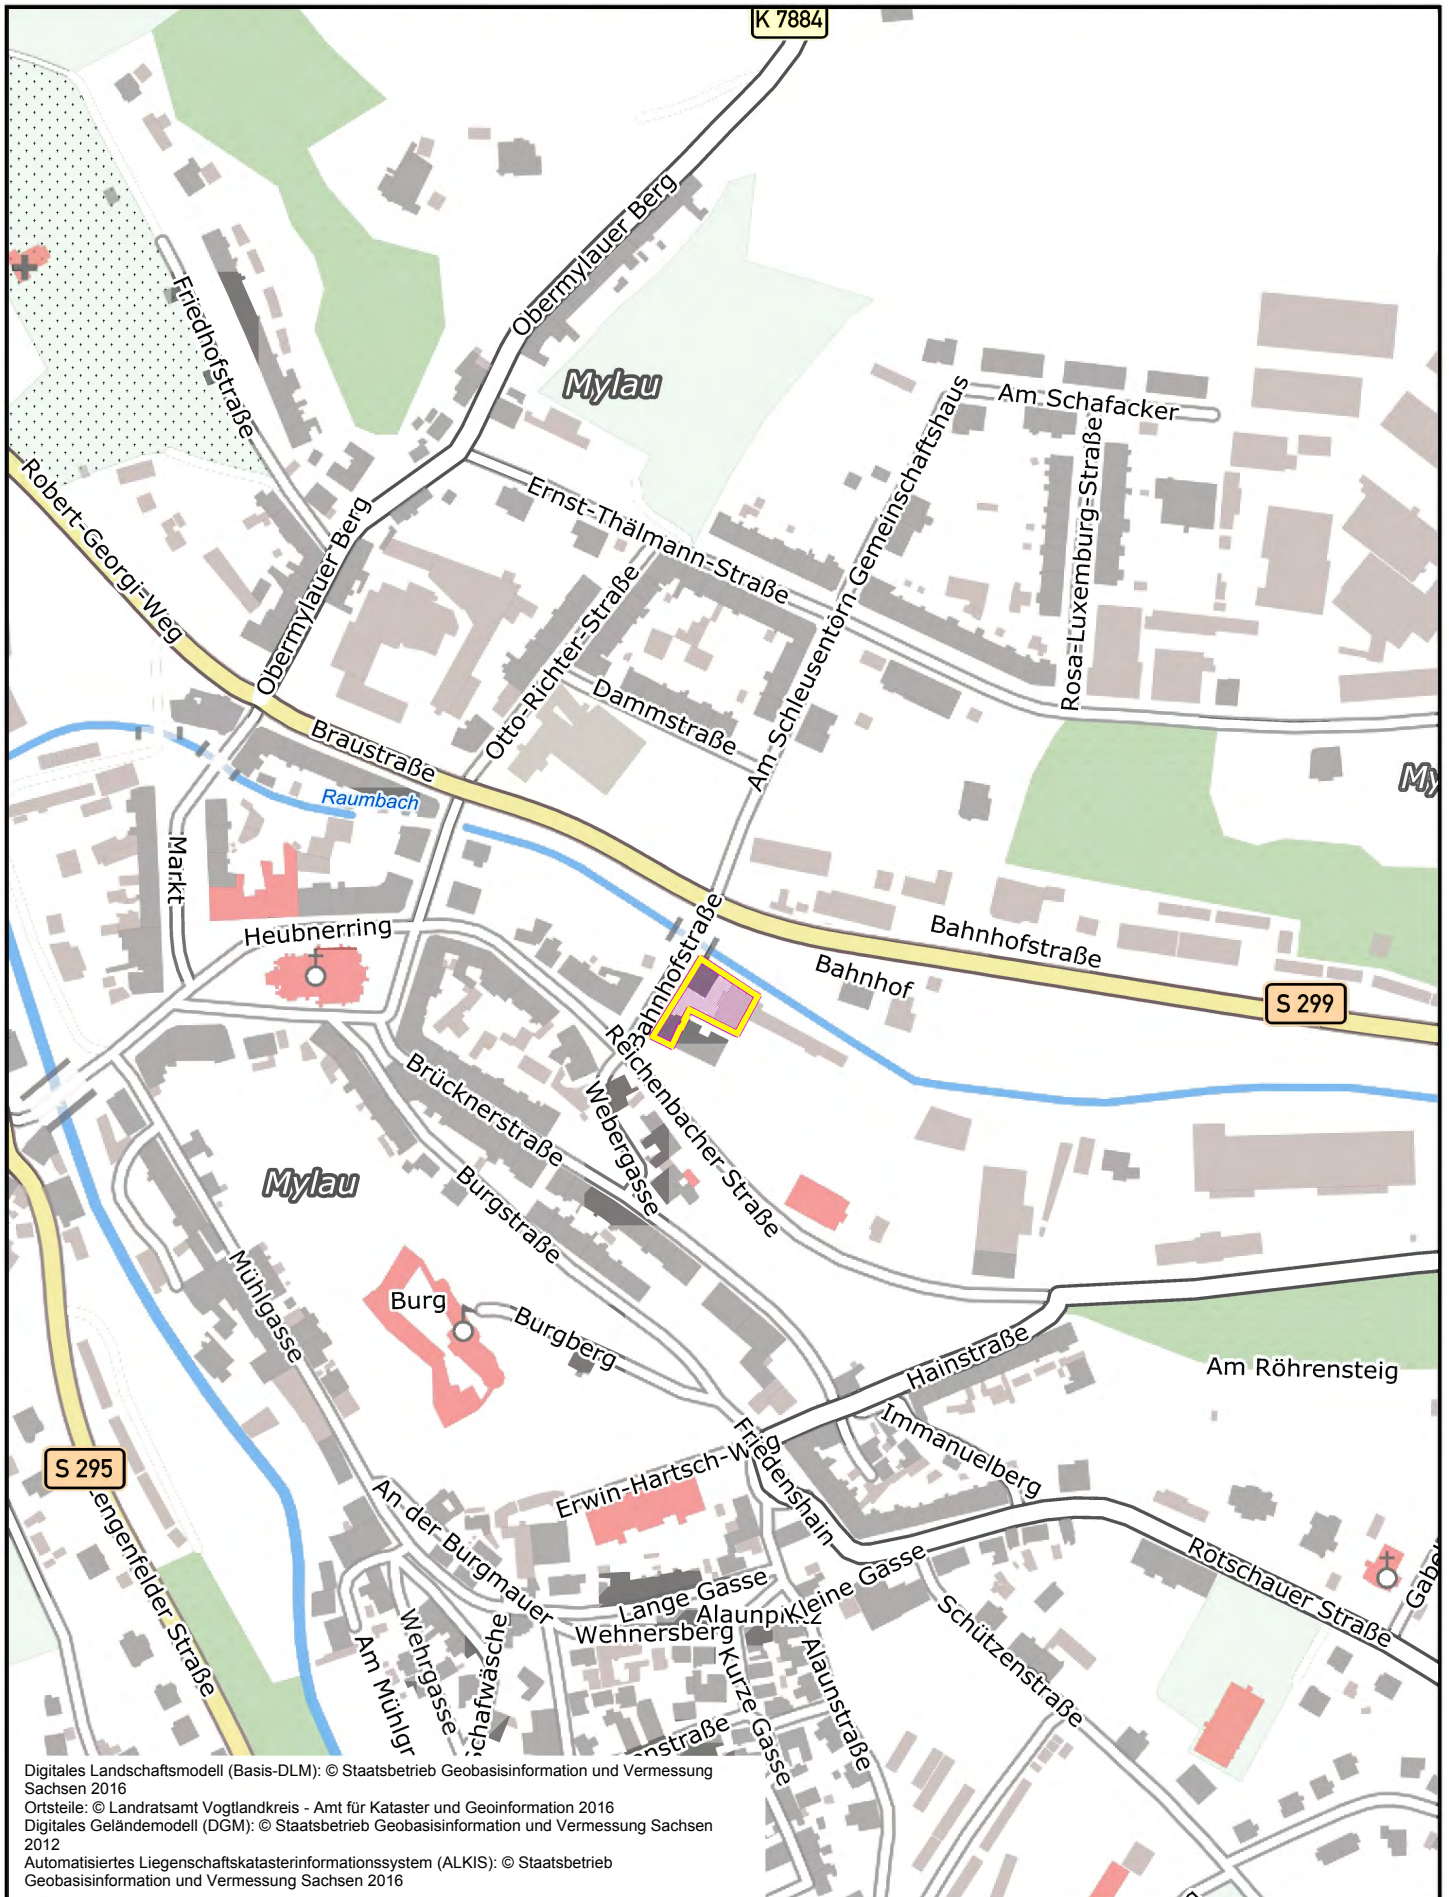 K 7884
Obermylauer Berg
Friedhofstraße
Mylau
Am Schafacker
Am Schleusentorn Gemeinschaftshaus
Rosa-Luxemburg-Straße
Robert-Georgi-Weg
Obermylauer Berg
Ernst-Thälmann-Straße
Otto-Richter-Straße
Dammstraße
Braustraße
Raumbach
My
Markt
Heubnerring
Bahnhofstraße
Bahnhofstraße
Bahnhof
S 299
Reichenbacher Straße
Brücknerstraße
Webergasse
Mylau
Burgstraße
Mühlgasse
Burg
Burgberg
Hainstraße
Am Röhrensteig
Immanuelberg
Friedenshain
Erwin-Hartsch-Weg
S 295
Lengenfelder Straße
An der Burgmauer
Rotschauer Straße
Kleine Gasse
Lange Gasse
Wehnersberg
Schützenstraße
Am Mühlgr
Wehrgasse
Schafwäsche
Kurze Gasse
Alaunstraße
nstraße
Digitales Landschaftsmodell (Basis-DLM): © Staatsbetrieb Geobasisinformation und Vermessung
Sachsen 2016
Ortsteile: © Landratsamt Vogtlandkreis - Amt für Kataster und Geoinformation 2016
Digitales Geländemodell (DGM): © Staatsbetrieb Geobasisinformation und Vermessung Sachsen
2012
Automatisiertes Liegenschaftskatasterinformationssystem (ALKIS): © Staatsbetrieb
Geobasisinformation und Vermessung Sachsen 2016